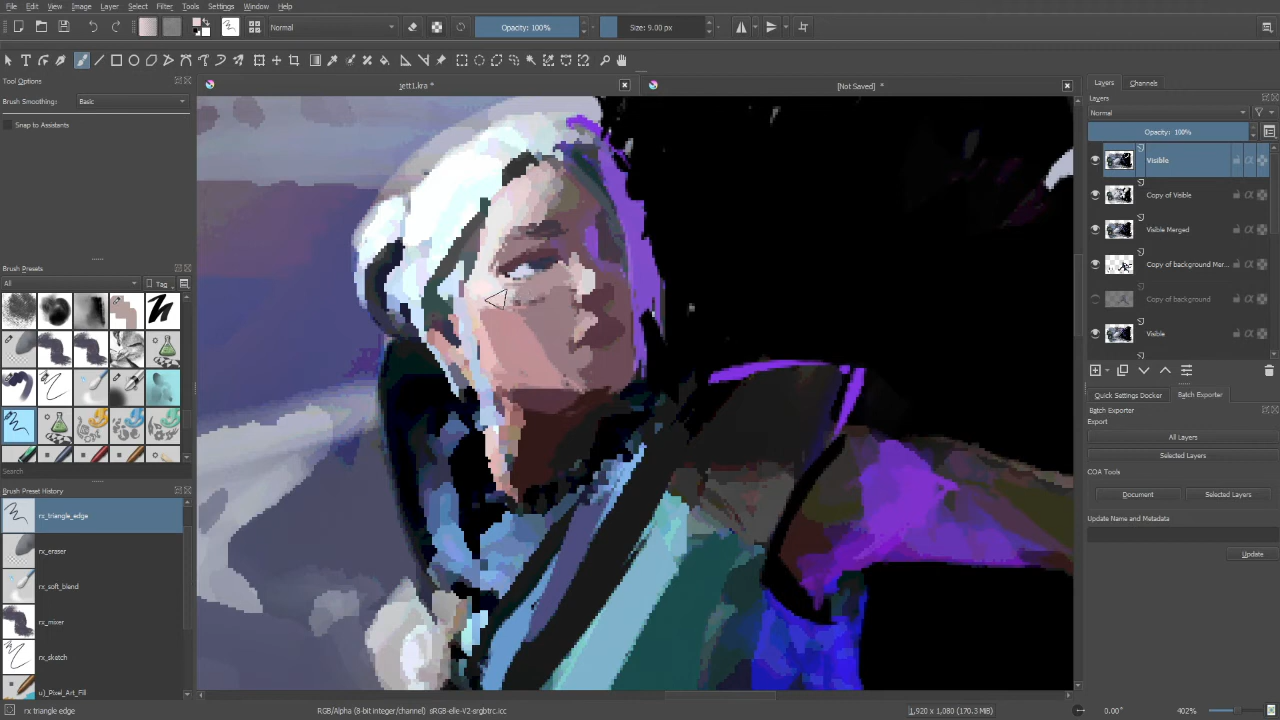 File Edit View Image Layer Select Filter Tools Settings Window Help
Normal
Opacity: 100%
Size: 9.00 px
Tool Options
Brush Smoothing: Basic
Snap to Assistants
Brush Presets
All
Tag
Search
Brush Preset History
rx_triangle_edge
rx_eraser
rx_soft_blend
rx_mixer
rx_sketch
u)_Pixel_Art_Fill
rx triangle edge
jett1.kra *
[Not Saved] *
RGB/Alpha (8-bit integer/channel) sRGB-elle-V2-srgbtrc.icc
1,920 x 1,080 (170.3 MiB)
0.00°
402%
Layers Channels
Layers
Normal
Opacity: 100%
Visible
Copy of Visible
Visible Merged
Copy of background Mer...
Copy of background
Visible
Quick Settings Docker Batch Exporter
Batch Exporter
Export
All Layers
Selected Layers
COA Tools
Document Selected Layers
Update Name and Metadata
Update